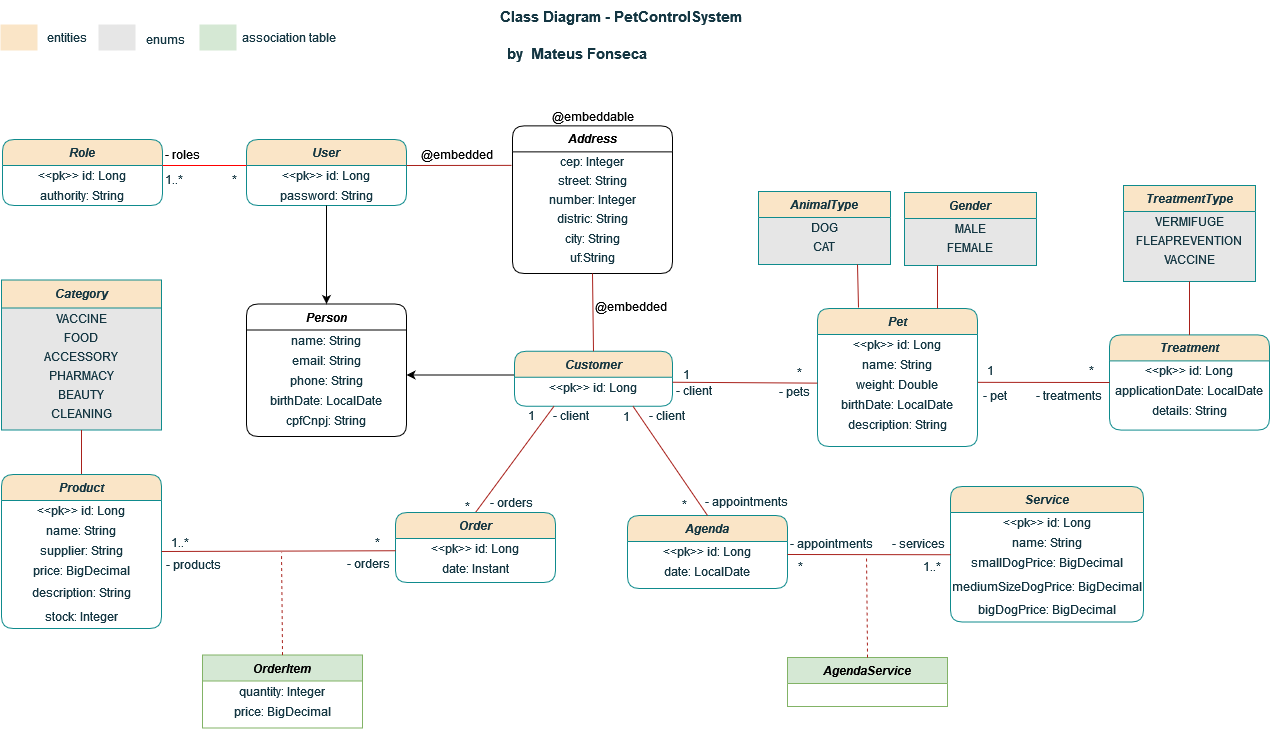 Class Diagram - PetControlSystem
by Mateus Fonseca
entities
enums
association table
Role
<<pk>> id: Long
authority: String
- roles
1..*
*
User
<<pk>> id: Long
password: String
@embedded
@embeddable
Address
cep: Integer
street: String
number: Integer
distric: String
city: String
uf:String
@embedded
AnimalType
DOG
CAT
Gender
MALE
FEMALE
TreatmentType
VERMIFUGE
FLEAPREVENTION
VACCINE
Category
VACCINE
FOOD
ACCESSORY
PHARMACY
BEAUTY
CLEANING
Person
name: String
email: String
phone: String
birthDate: LocalDate
cpfCnpj: String
Customer
<<pk>> id: Long
1
- client
*
- pets
Pet
<<pk>> id: Long
name: String
weight: Double
birthDate: LocalDate
description: String
1
- pet
*
- treatments
Treatment
<<pk>> id: Long
applicationDate: LocalDate
details: String
1
- client
1
- client
*
- orders
*
- appointments
Product
<<pk>> id: Long
name: String
supplier: String
price: BigDecimal
description: String
stock: Integer
1..*
- products
*
- orders
Order
<<pk>> id: Long
date: Instant
Agenda
<<pk>> id: Long
date: LocalDate
- appointments
*
- services
1..*
Service
<<pk>> id: Long
name: String
smallDogPrice: BigDecimal
mediumSizeDogPrice: BigDecimal
bigDogPrice: BigDecimal
OrderItem
quantity: Integer
price: BigDecimal
AgendaService